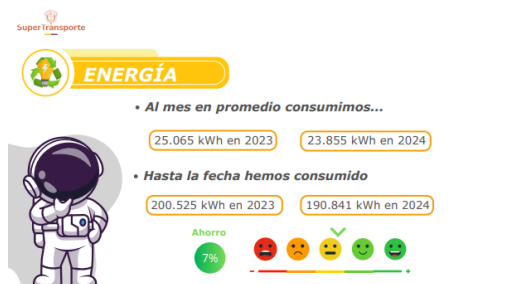 SuperTransporte
ENERGÍA
• Al mes en promedio consumimos...
25.065 kWh en 2023
23.855 kWh en 2024
• Hasta la fecha hemos consumido
200.525 kWh en 2023
190.841 kWh en 2024
Ahorro
7%
- +